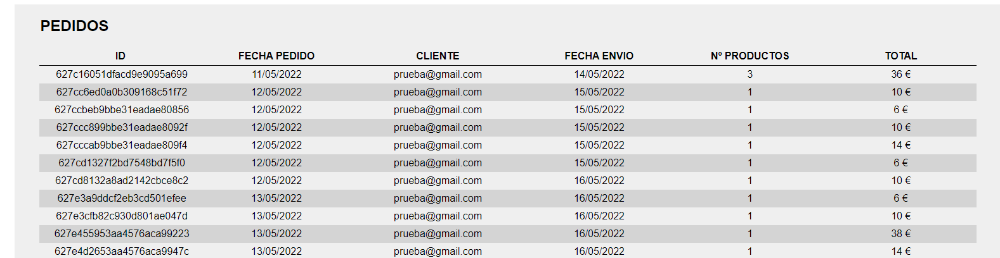 PEDIDOS
ID FECHA PEDIDO CLIENTE FECHA ENVIO Nº PRODUCTOS TOTAL
627c16051dfacd9e9095a699 11/05/2022 prueba@gmail.com 14/05/2022 3 36 €
627cc6ed0a0b309168c51f72 12/05/2022 prueba@gmail.com 15/05/2022 1 10 €
627ccbeb9bbe31eadae80856 12/05/2022 prueba@gmail.com 15/05/2022 1 6 €
627ccc899bbe31eadae8092f 12/05/2022 prueba@gmail.com 15/05/2022 1 10 €
627cccab9bbe31eadae809f4 12/05/2022 prueba@gmail.com 15/05/2022 1 14 €
627cd1327f2bd7548bd7f5f0 12/05/2022 prueba@gmail.com 15/05/2022 1 6 €
627cd8132a8ad2142cbce8c2 12/05/2022 prueba@gmail.com 16/05/2022 1 10 €
627e3a9ddcf2eb3cd501efee 13/05/2022 prueba@gmail.com 16/05/2022 1 6 €
627e3cfb82c930d801ae047d 13/05/2022 prueba@gmail.com 16/05/2022 1 10 €
627e455953aa4576aca99223 13/05/2022 prueba@gmail.com 16/05/2022 1 38 €
627e4d2653aa4576aca9947c 13/05/2022 prueba@gmail.com 16/05/2022 1 14 €